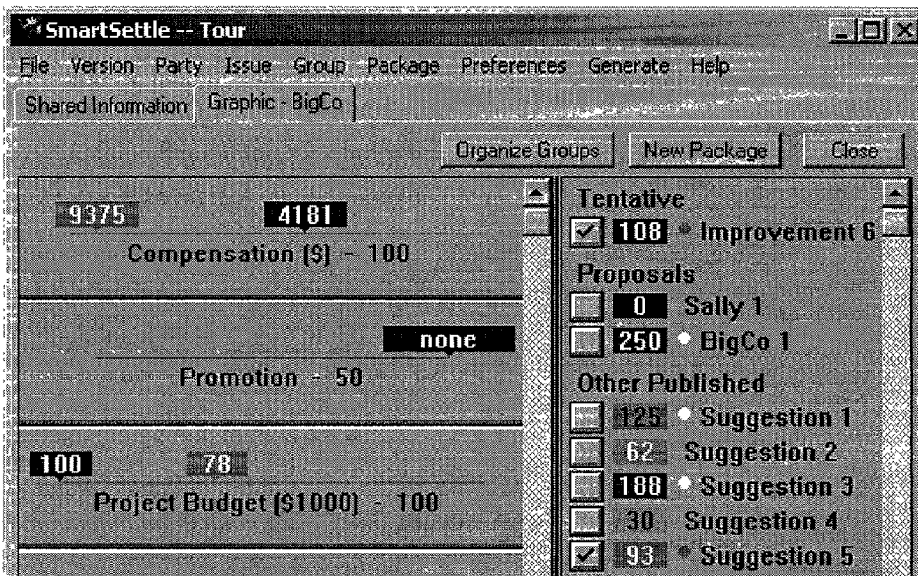 SmartSettle -- Tour
File Version Party Issue Group Package Preferences Generate Help
Shared Information Graphic - BigCo
Organize Groups New Package Close
9375 4181
Compensation ($) - 100
none
Promotion - 50
100 78
Project Budget ($1000) - 100
Tentative
108 Improvement 6
Proposals
0 Sally 1
250 BigCo 1
Other Published
125 Suggestion 1
62 Suggestion 2
188 Suggestion 3
30 Suggestion 4
93 Suggestion 5